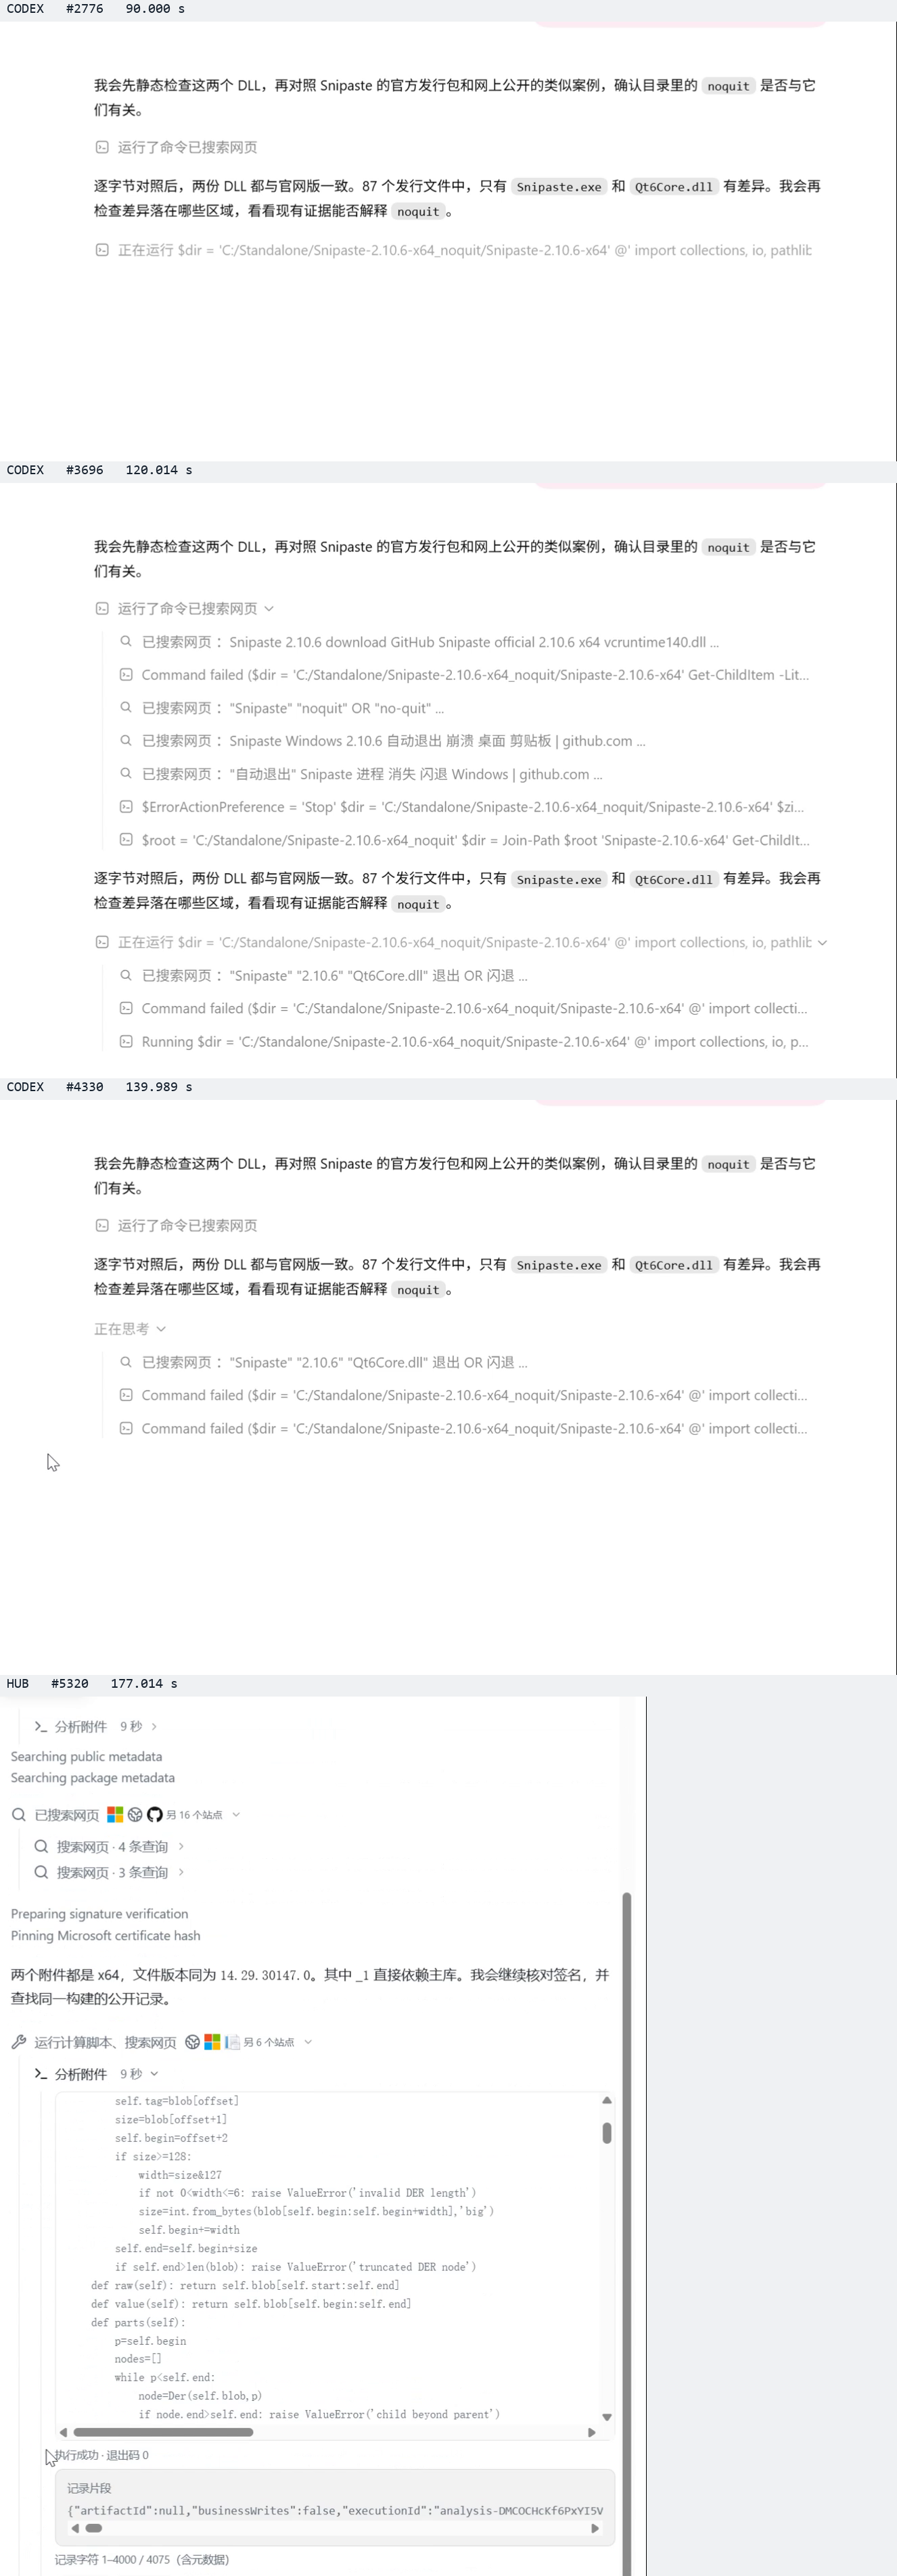 CODEX #2776 90.000 s
我会先静态检查这两个 DLL，再对照 Snipaste 的官方发行包和网上公开的类似案例，确认目录里的 noquit 是否与它
们有关。
运行了命令已搜索网页
逐字节对照后，两份 DLL 都与官网版一致。87 个发行文件中，只有 Snipaste.exe 和 Qt6Core.dll 有差异。我会再
检查差异落在哪些区域，看看现有证据能否解释 noquit 。
正在运行 $dir = 'C:/Standalone/Snipaste-2.10.6-x64_noquit/Snipaste-2.10.6-x64' @' import collections, io, pathlib
CODEX #3696 120.014 s
我会先静态检查这两个 DLL，再对照 Snipaste 的官方发行包和网上公开的类似案例，确认目录里的 noquit 是否与它
们有关。
运行了命令已搜索网页
已搜索网页： Snipaste 2.10.6 download GitHub Snipaste official 2.10.6 x64 vcruntime140.dll ...
Command failed ($dir = 'C:/Standalone/Snipaste-2.10.6-x64_noquit/Snipaste-2.10.6-x64' Get-ChildItem -Lit...
已搜索网页： "Snipaste" "noquit" OR "no-quit" ...
已搜索网页： Snipaste Windows 2.10.6 自动退出 崩溃 桌面 剪贴板 | github.com ...
已搜索网页： "自动退出" Snipaste 进程 消失 闪退 Windows | github.com ...
$ErrorActionPreference = 'Stop' $dir = 'C:/Standalone/Snipaste-2.10.6-x64_noquit/Snipaste-2.10.6-x64' $zi...
$root = 'C:/Standalone/Snipaste-2.10.6-x64_noquit' $dir = Join-Path $root 'Snipaste-2.10.6-x64' Get-ChildIt...
逐字节对照后，两份 DLL 都与官网版一致。87 个发行文件中，只有 Snipaste.exe 和 Qt6Core.dll 有差异。我会再
检查差异落在哪些区域，看看现有证据能否解释 noquit 。
正在运行 $dir = 'C:/Standalone/Snipaste-2.10.6-x64_noquit/Snipaste-2.10.6-x64' @' import collections, io, pathlib
已搜索网页： "Snipaste" "2.10.6" "Qt6Core.dll" 退出 OR 闪退 ...
Command failed ($dir = 'C:/Standalone/Snipaste-2.10.6-x64_noquit/Snipaste-2.10.6-x64' @' import collecti...
Running $dir = 'C:/Standalone/Snipaste-2.10.6-x64_noquit/Snipaste-2.10.6-x64' @' import collections, io, p...
CODEX #4330 139.989 s
我会先静态检查这两个 DLL，再对照 Snipaste 的官方发行包和网上公开的类似案例，确认目录里的 noquit 是否与它
们有关。
运行了命令已搜索网页
逐字节对照后，两份 DLL 都与官网版一致。87 个发行文件中，只有 Snipaste.exe 和 Qt6Core.dll 有差异。我会再
检查差异落在哪些区域，看看现有证据能否解释 noquit 。
正在思考
已搜索网页： "Snipaste" "2.10.6" "Qt6Core.dll" 退出 OR 闪退 ...
Command failed ($dir = 'C:/Standalone/Snipaste-2.10.6-x64_noquit/Snipaste-2.10.6-x64' @' import collecti...
Command failed ($dir = 'C:/Standalone/Snipaste-2.10.6-x64_noquit/Snipaste-2.10.6-x64' @' import collecti...
HUB #5320 177.014 s
分析附件 9 秒
Searching public metadata
Searching package metadata
已搜索网页 另 16 个站点
搜索网页 · 4 条查询
搜索网页 · 3 条查询
Preparing signature verification
Pinning Microsoft certificate hash
两个附件都是 x64，文件版本同为 14.29.30147.0。其中 _1 直接依赖主库。我会继续核对签名，并
查找同一构建的公开记录。
运行计算脚本、搜索网页 另 6 个站点
分析附件 9 秒
self.tag=blob[offset]
size=blob[offset+1]
self.begin=offset+2
if size>=128:
width=size&127
if not 0<width<=6: raise ValueError('invalid DER length')
size=int.from_bytes(blob[self.begin:self.begin+width],'big')
self.begin+=width
self.end=self.begin+size
if self.end>len(blob): raise ValueError('truncated DER node')
def raw(self): return self.blob[self.start:self.end]
def value(self): return self.blob[self.begin:self.end]
def parts(self):
p=self.begin
nodes=[]
while p<self.end:
node=Der(self.blob,p)
if node.end>self.end: raise ValueError('child beyond parent')
执行成功 · 退出码 0
记录片段
{"artifactId":null,"businessWrites":false,"executionId":"analysis-DMCOCHcKf6PxYI5V
记录字符 1–4000 / 4075（含元数据）